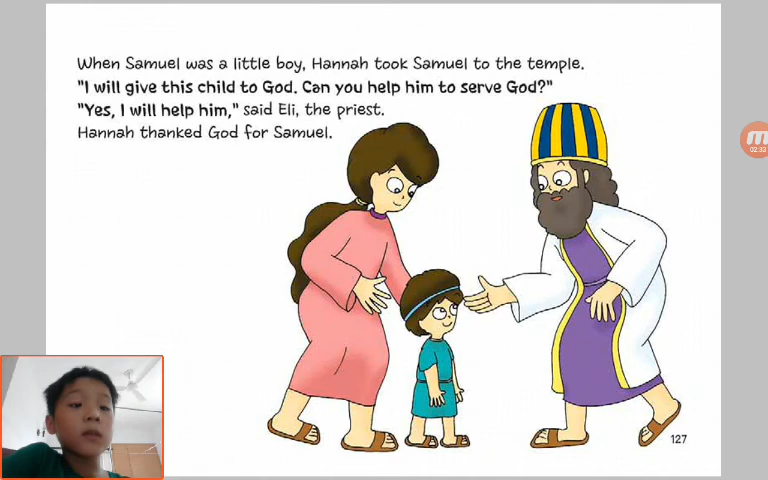 When Samuel was a little boy, Hannah took Samuel to the temple.
"I will give this child to God. Can you help him to serve God?"
"Yes, I will help him," said Eli, the priest.
Hannah thanked God for Samuel.
02:33
127